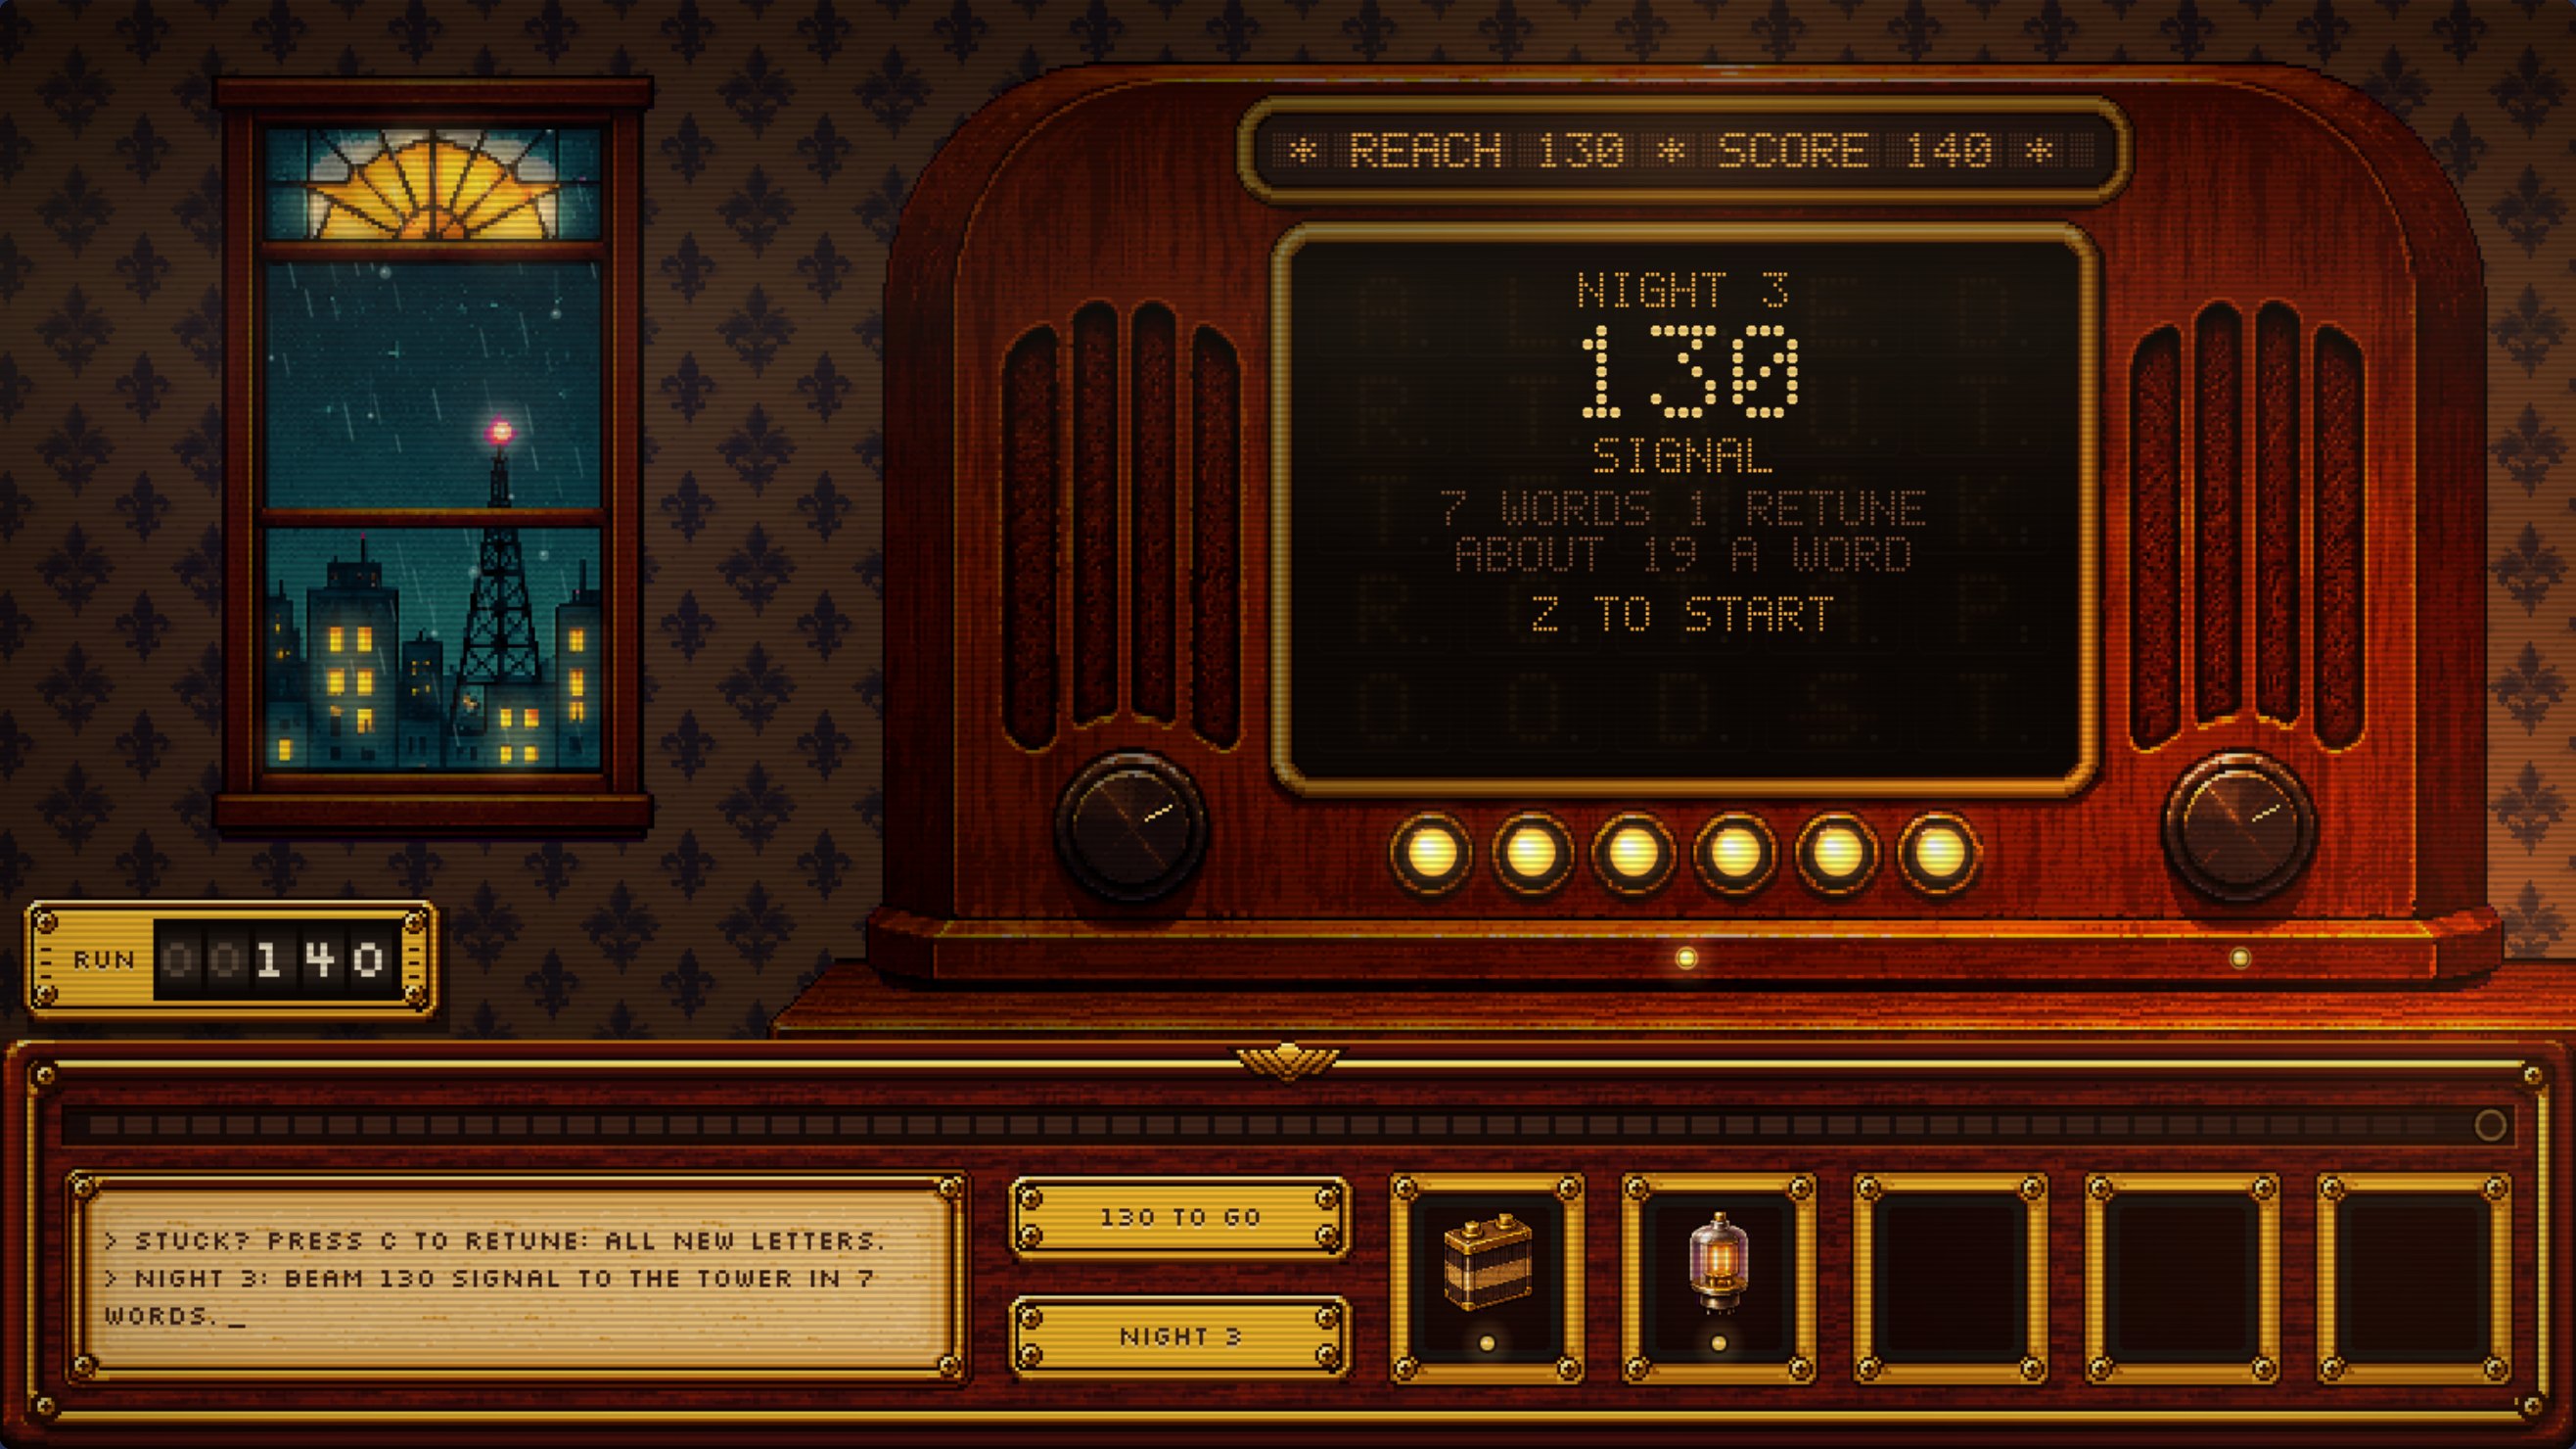 * REACH 130 * SCORE 140 *
NIGHT 3
130
SIGNAL
7 WORDS 1 RETUNE
ABOUT 19 A WORD
Z TO START
RUN 00140
> STUCK? PRESS C TO RETUNE: ALL NEW LETTERS.
> NIGHT 3: BEAM 130 SIGNAL TO THE TOWER IN 7
WORDS._
130 TO GO
NIGHT 3